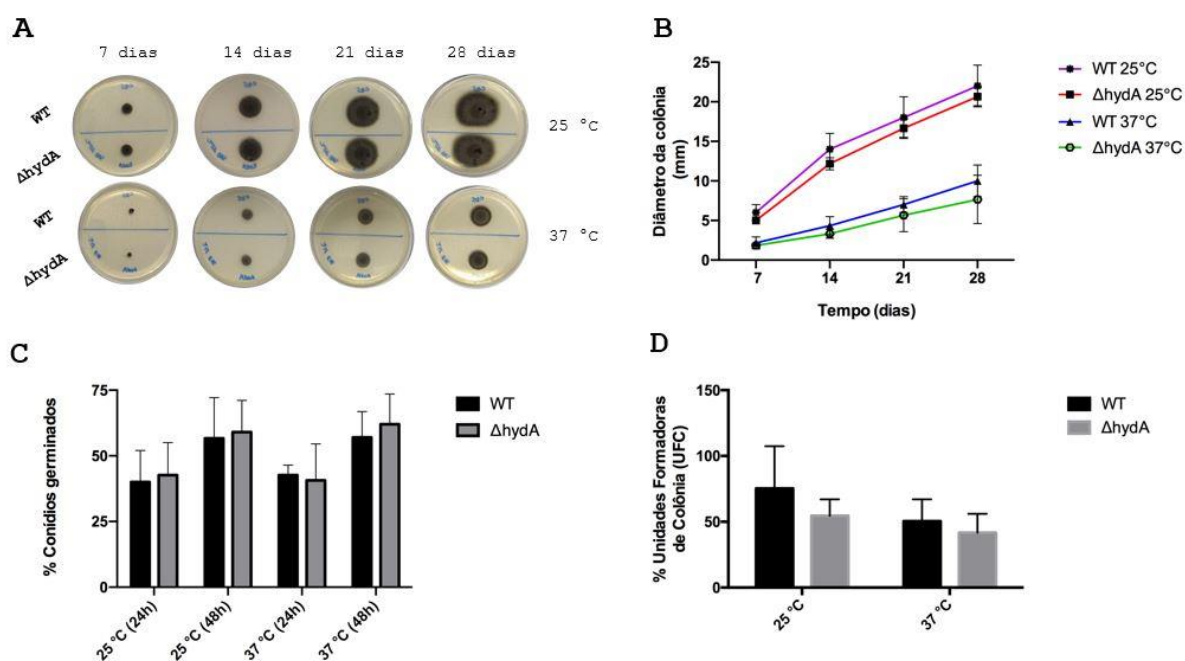 A
7 dias 14 dias 21 dias 28 dias
WT
ΔhydA
25 °C
WT
ΔhydA
37 °C
B
Diâmetro da colônia
(mm)
25
20
15
10
5
0
7 14 21 28
Tempo (dias)
WT 25°C
ΔhydA 25°C
WT 37°C
ΔhydA 37°C
C
% Conídios germinados
75
50
25
0
25 °C (24h)
25 °C (48h)
37 °C (24h)
37 °C (48h)
WT
ΔhydA
D
% Unidades Formadoras
de Colônia (UFC)
150
100
50
0
25 °C
37 °C
WT
ΔhydA